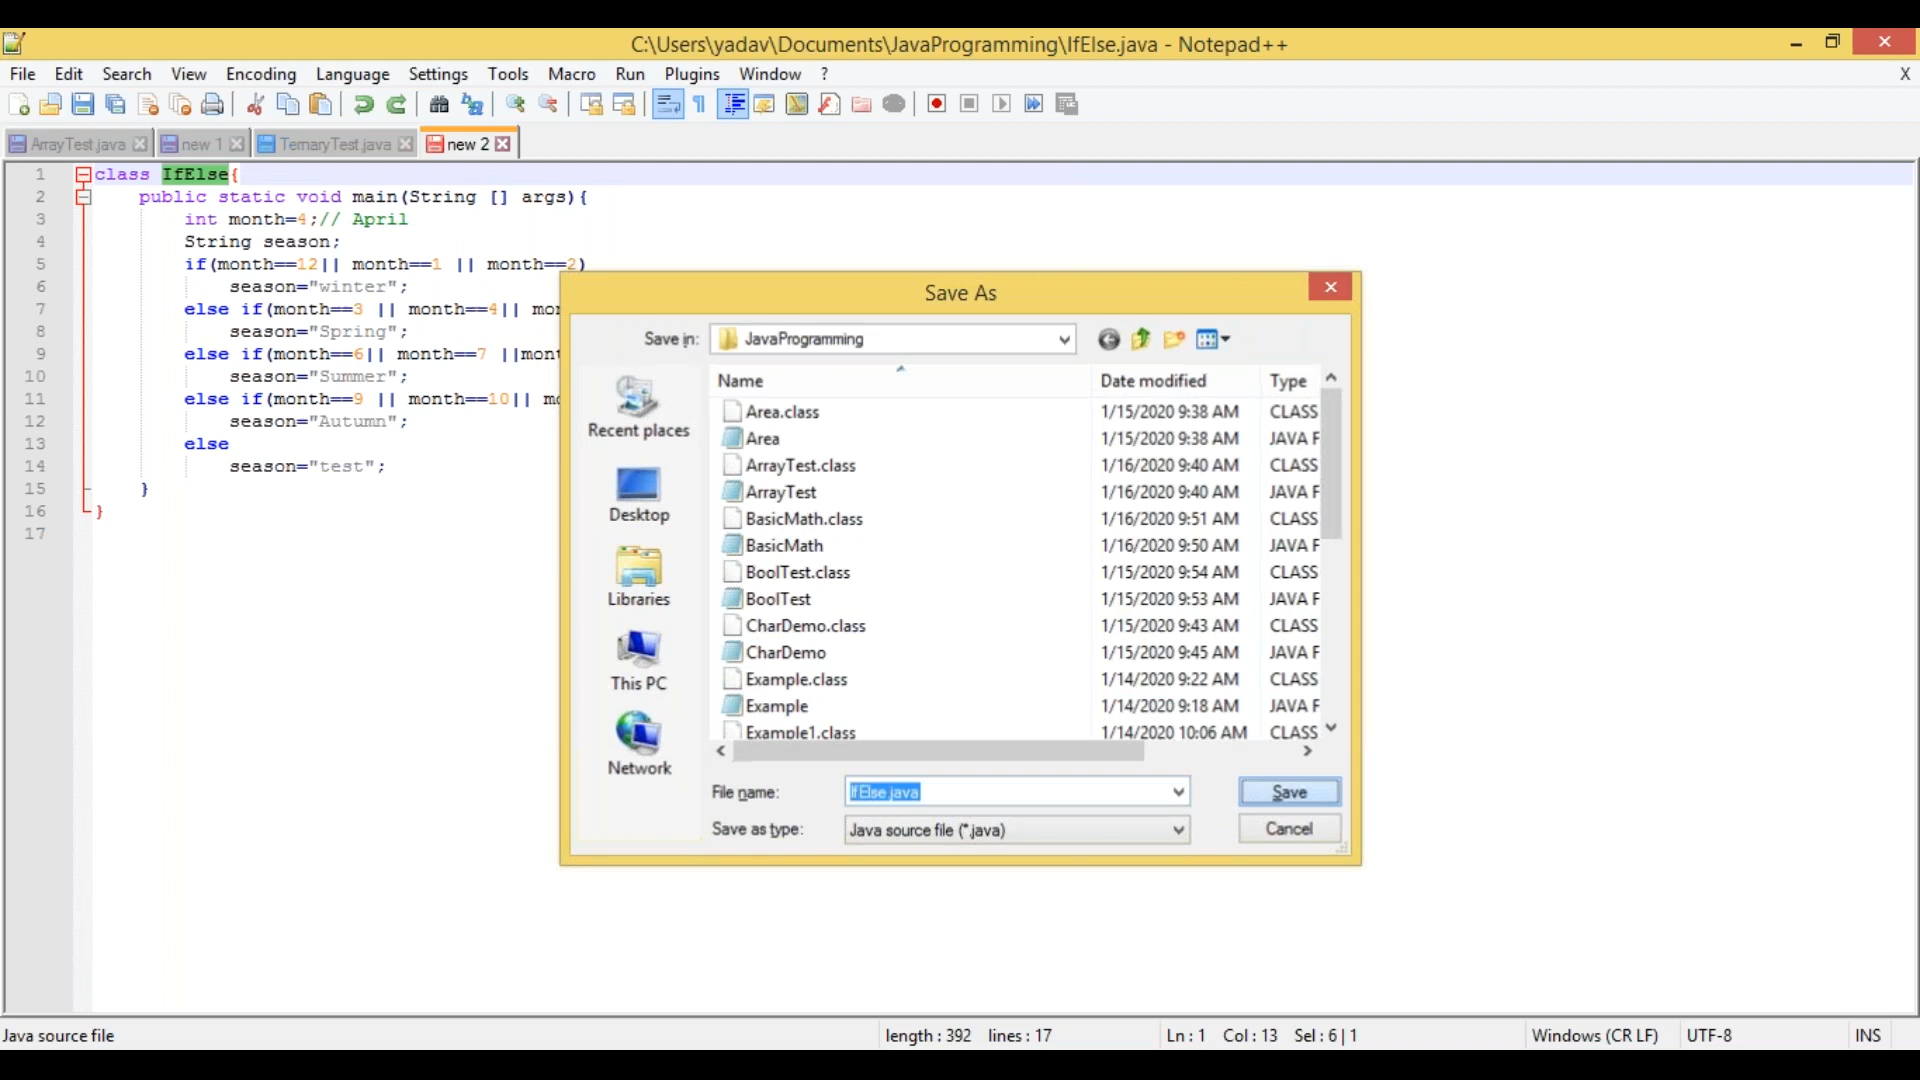 C:\Users\yadav\Documents\JavaProgramming\IfElse.java - Notepad++
File Edit Search View Encoding Language Settings Tools Macro Run Plugins Window ? X
ArrayTest.java new 1 TernaryTest.java new 2
1 class IfElse{
2 public static void main(String [] args){
3 int month=4;// April
4 String season;
5 if(month==12|| month==1 || month==2)
6 season="winter";
7 else if(month==3 || month==4||
8 season="Spring";
9 else if(month==6|| month==7 ||mont
10 season="Summer";
11 else if(month==9 || month==10||
12 season="Autumn";
13 else
14 season="test";
15 }
16 }
17
Save As
Save in: JavaProgramming
Recent places
Desktop
Libraries
This PC
Network
Name Date modified Type
Area.class 1/15/2020 9:38 AM CLASS
Area 1/15/2020 9:38 AM JAVA F
ArrayTest.class 1/16/2020 9:40 AM CLASS
ArrayTest 1/16/2020 9:40 AM JAVA F
BasicMath.class 1/16/2020 9:51 AM CLASS
BasicMath 1/16/2020 9:50 AM JAVA F
BoolTest.class 1/15/2020 9:54 AM CLASS
BoolTest 1/15/2020 9:53 AM JAVA F
CharDemo.class 1/15/2020 9:43 AM CLASS
CharDemo 1/15/2020 9:45 AM JAVA F
Example.class 1/14/2020 9:22 AM CLASS
Example 1/14/2020 9:18 AM JAVA F
Example1.class 1/14/2020 10:06 AM CLASS
File name: IfElse.java Save
Save as type: Java source file (*.java) Cancel
Java source file length : 392 lines : 17 Ln : 1 Col : 13 Sel : 6 | 1 Windows (CR LF) UTF-8 INS